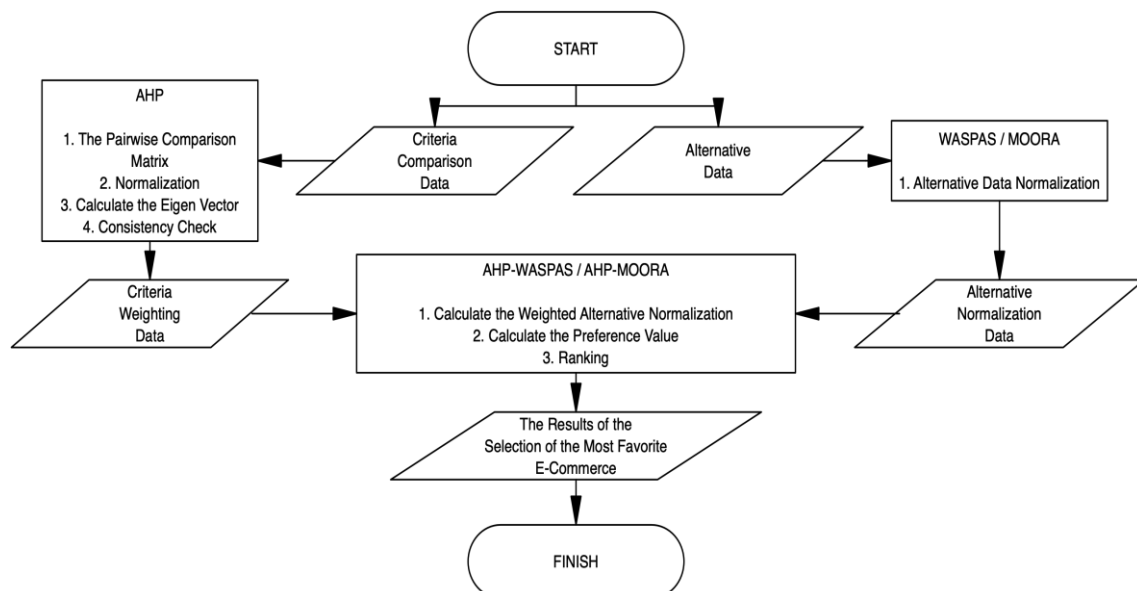 START
AHP
1. The Pairwise Comparison
Matrix
2. Normalization
3. Calculate the Eigen Vector
4. Consistency Check
Criteria
Comparison
Data
Alternative
Data
WASPAS / MOORA
1. Alternative Data Normalization
Criteria
Weighting
Data
AHP-WASPAS / AHP-MOORA
1. Calculate the Weighted Alternative Normalization
2. Calculate the Preference Value
3. Ranking
Alternative
Normalization
Data
The Results of the
Selection of the Most Favorite
E-Commerce
FINISH